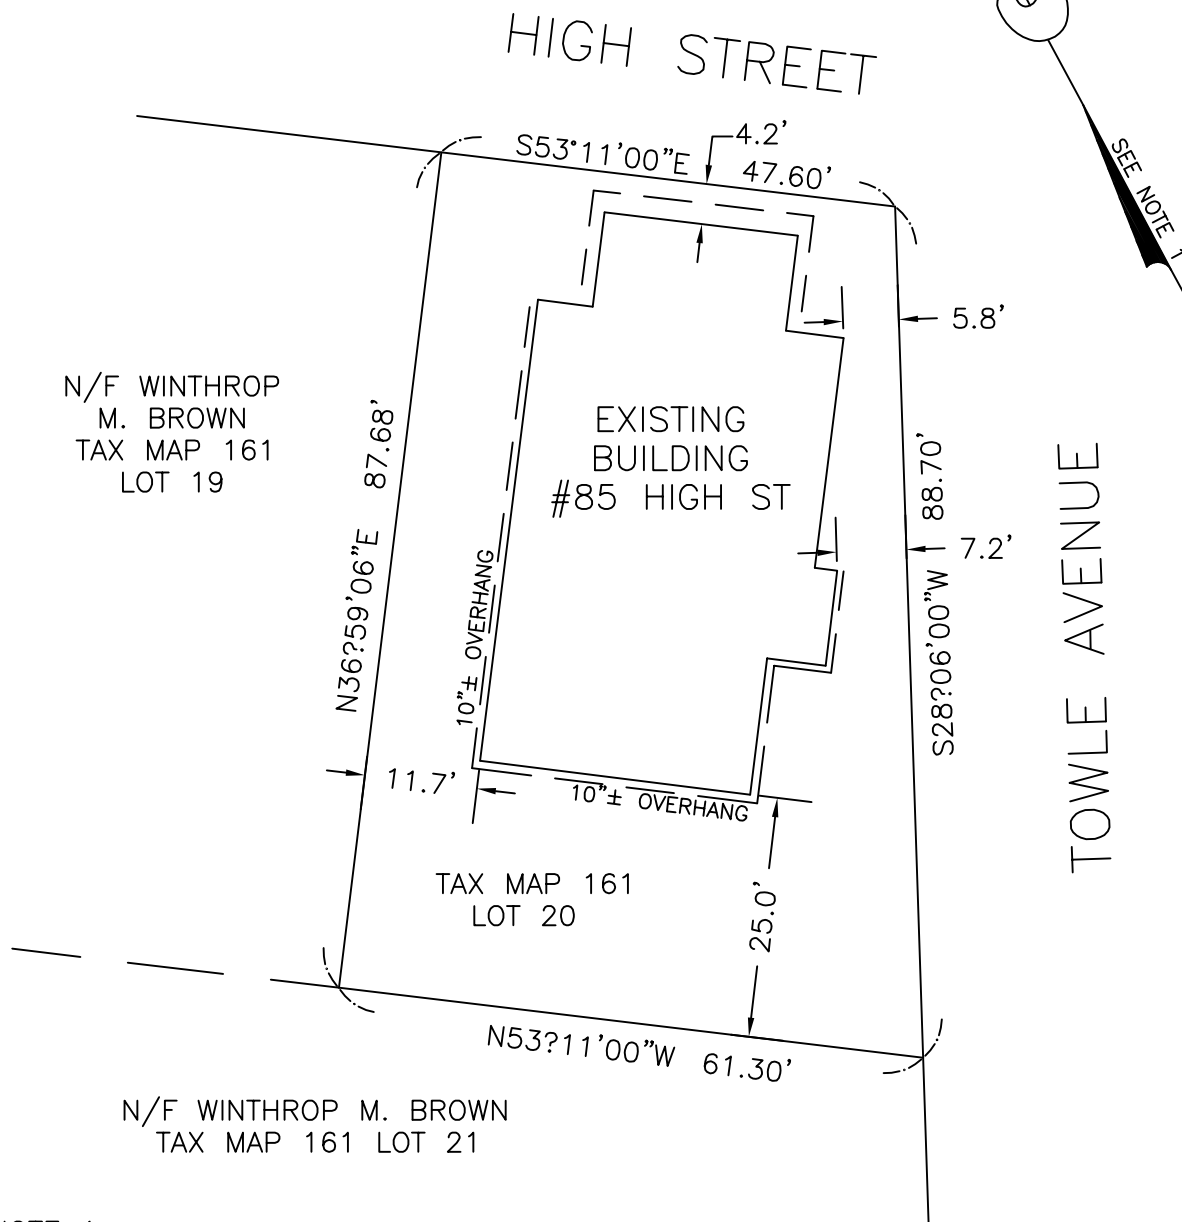 HIGH STREET
4.2'
S53°11'00"E 47.60'
SEE NOTE 1
5.8'
N/F WINTHROP
M. BROWN
TAX MAP 161
LOT 19
N36?59'06"E 87.68'
EXISTING
BUILDING
#85 HIGH ST
S28?06'00"W 88.70'
7.2'
TOWLE AVENUE
10"± OVERHANG
11.7'
10"± OVERHANG
TAX MAP 161
LOT 20
25.0'
N53?11'00"W 61.30'
N/F WINTHROP M. BROWN
TAX MAP 161 LOT 21